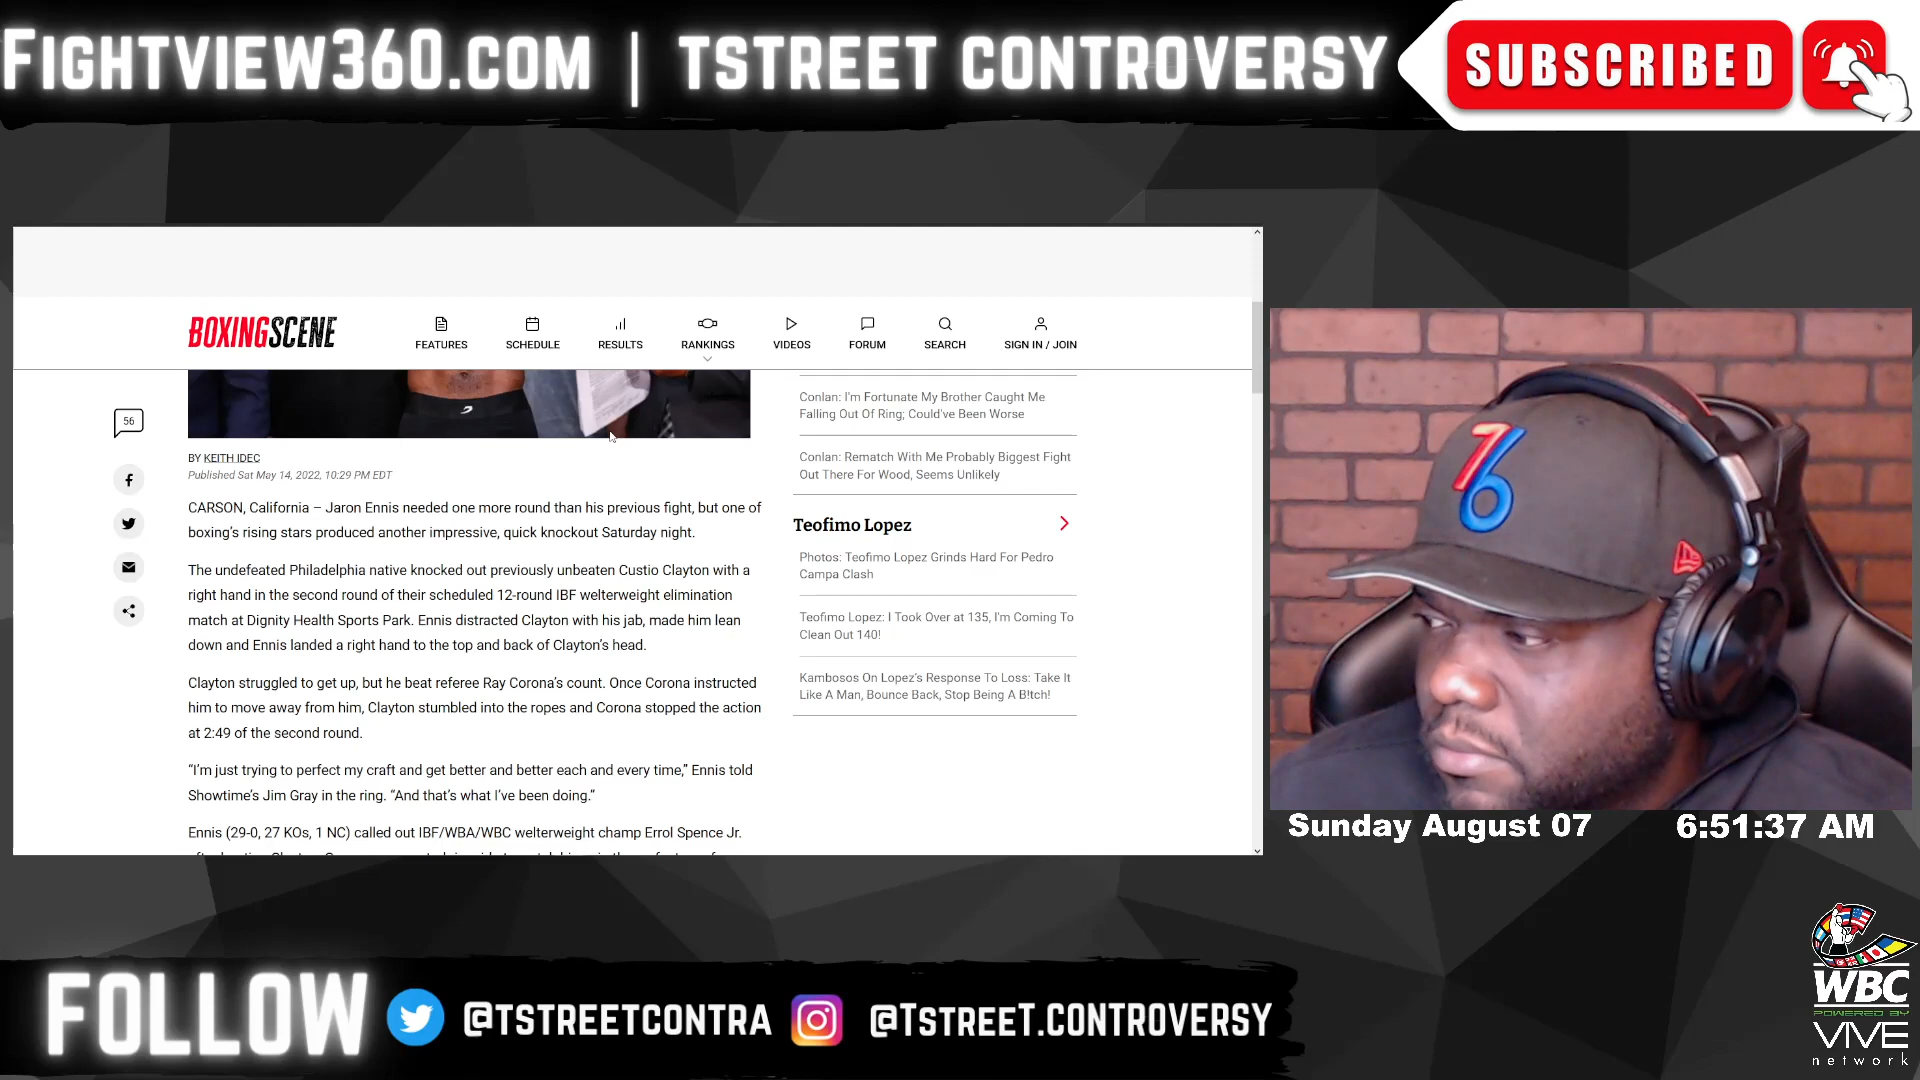 FIGHTVIEW360.COM | TSTREET CONTROVERSY
SUBSCRIBED
BOXINGSCENE
FEATURES
SCHEDULE
RESULTS
RANKINGS
VIDEOS
FORUM
SEARCH
SIGN IN / JOIN
56
BY KEITH IDEC
Published Sat May 14, 2022, 10:29 PM EDT
CARSON, California – Jaron Ennis needed one more round than his previous fight, but one of
boxing’s rising stars produced another impressive, quick knockout Saturday night.
The undefeated Philadelphia native knocked out previously unbeaten Custio Clayton with a
right hand in the second round of their scheduled 12-round IBF welterweight elimination
match at Dignity Health Sports Park. Ennis distracted Clayton with his jab, made him lean
down and Ennis landed a right hand to the top and back of Clayton’s head.
Clayton struggled to get up, but he beat referee Ray Corona’s count. Once Corona instructed
him to move away from him, Clayton stumbled into the ropes and Corona stopped the action
at 2:49 of the second round.
“I’m just trying to perfect my craft and get better and better each and every time,” Ennis told
Showtime’s Jim Gray in the ring. “And that’s what I’ve been doing.”
Ennis (29-0, 27 KOs, 1 NC) called out IBF/WBA/WBC welterweight champ Errol Spence Jr.
Conlan: I'm Fortunate My Brother Caught Me
Falling Out Of Ring; Could've Been Worse
Conlan: Rematch With Me Probably Biggest Fight
Out There For Wood, Seems Unlikely
Teofimo Lopez
Photos: Teofimo Lopez Grinds Hard For Pedro
Campa Clash
Teofimo Lopez: I Took Over at 135, I'm Coming To
Clean Out 140!
Kambosos On Lopez's Response To Loss: Take It
Like A Man, Bounce Back, Stop Being A B!tch!
76
Sunday August 07
6:51:37 AM
FOLLOW
@TSTREETCONTRA
@TSTREET.CONTROVERSY
WBC
POWERED BY
VIVE
network